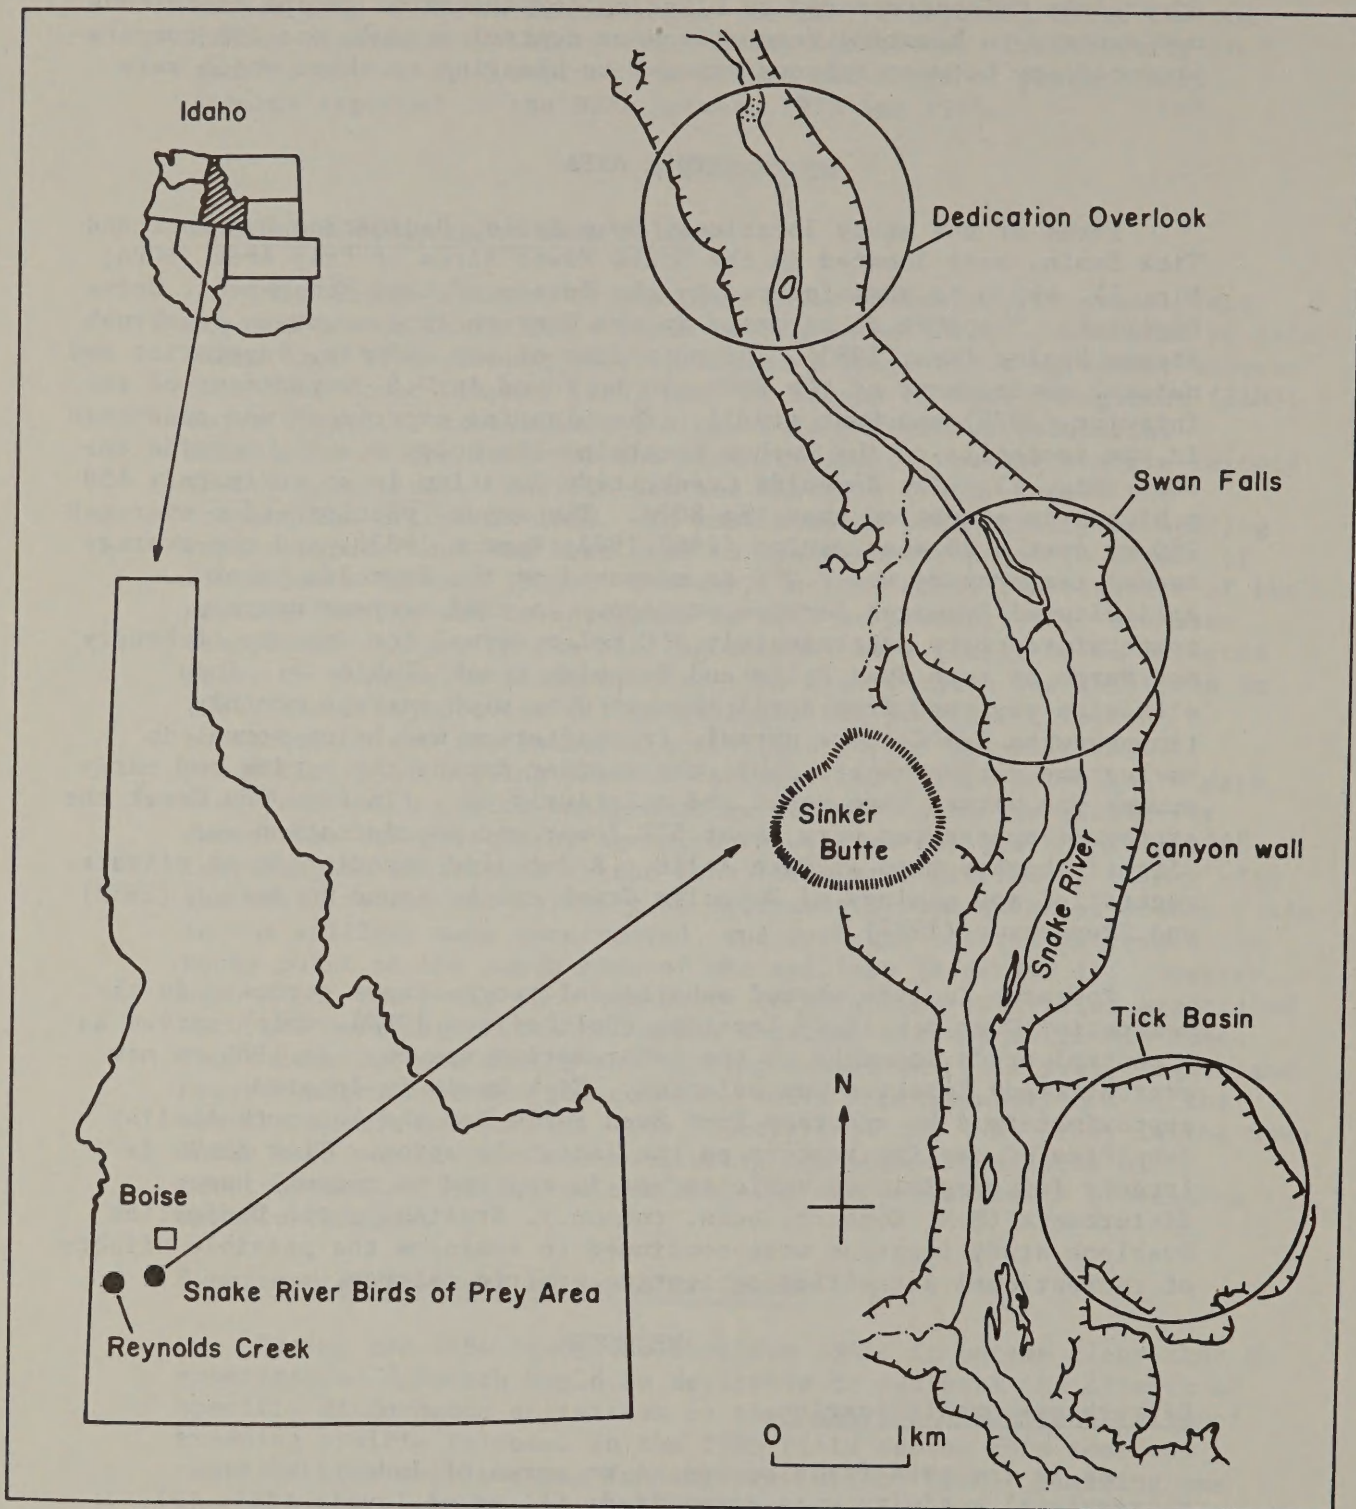 Idaho
Dedication Overlook
Swan Falls
Sinker
Butte
canyon wall
Snake River
Tick Basin
N
Boise
Snake River Birds of Prey Area
Reynolds Creek
0 1km